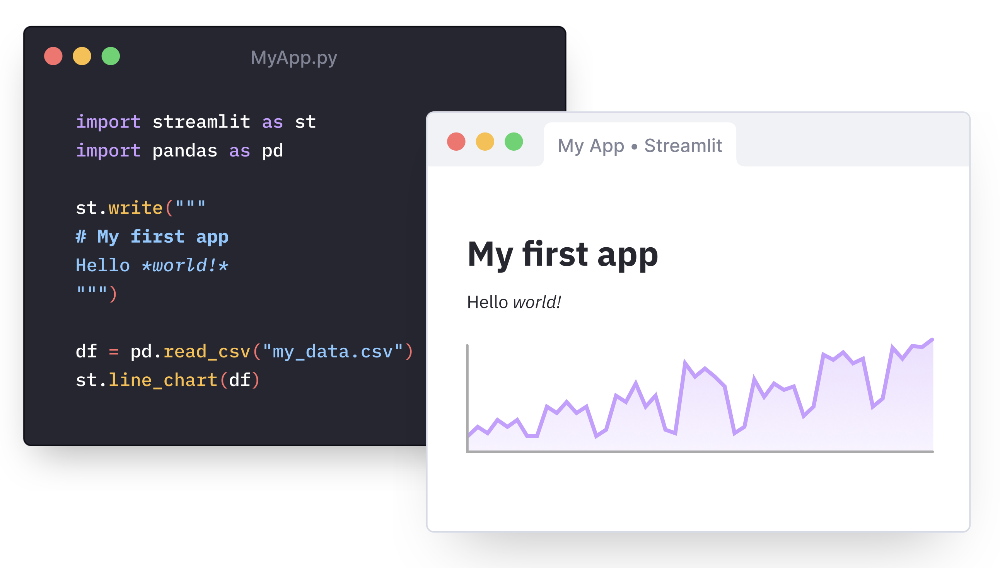 MyApp.py
import streamlit as st
import pandas as pd
st.write("""
# My first app
Hello *world!*
""")
df = pd.read_csv("my_data.csv")
st.line_chart(df)
My App • Streamlit
My first app
Hello world!